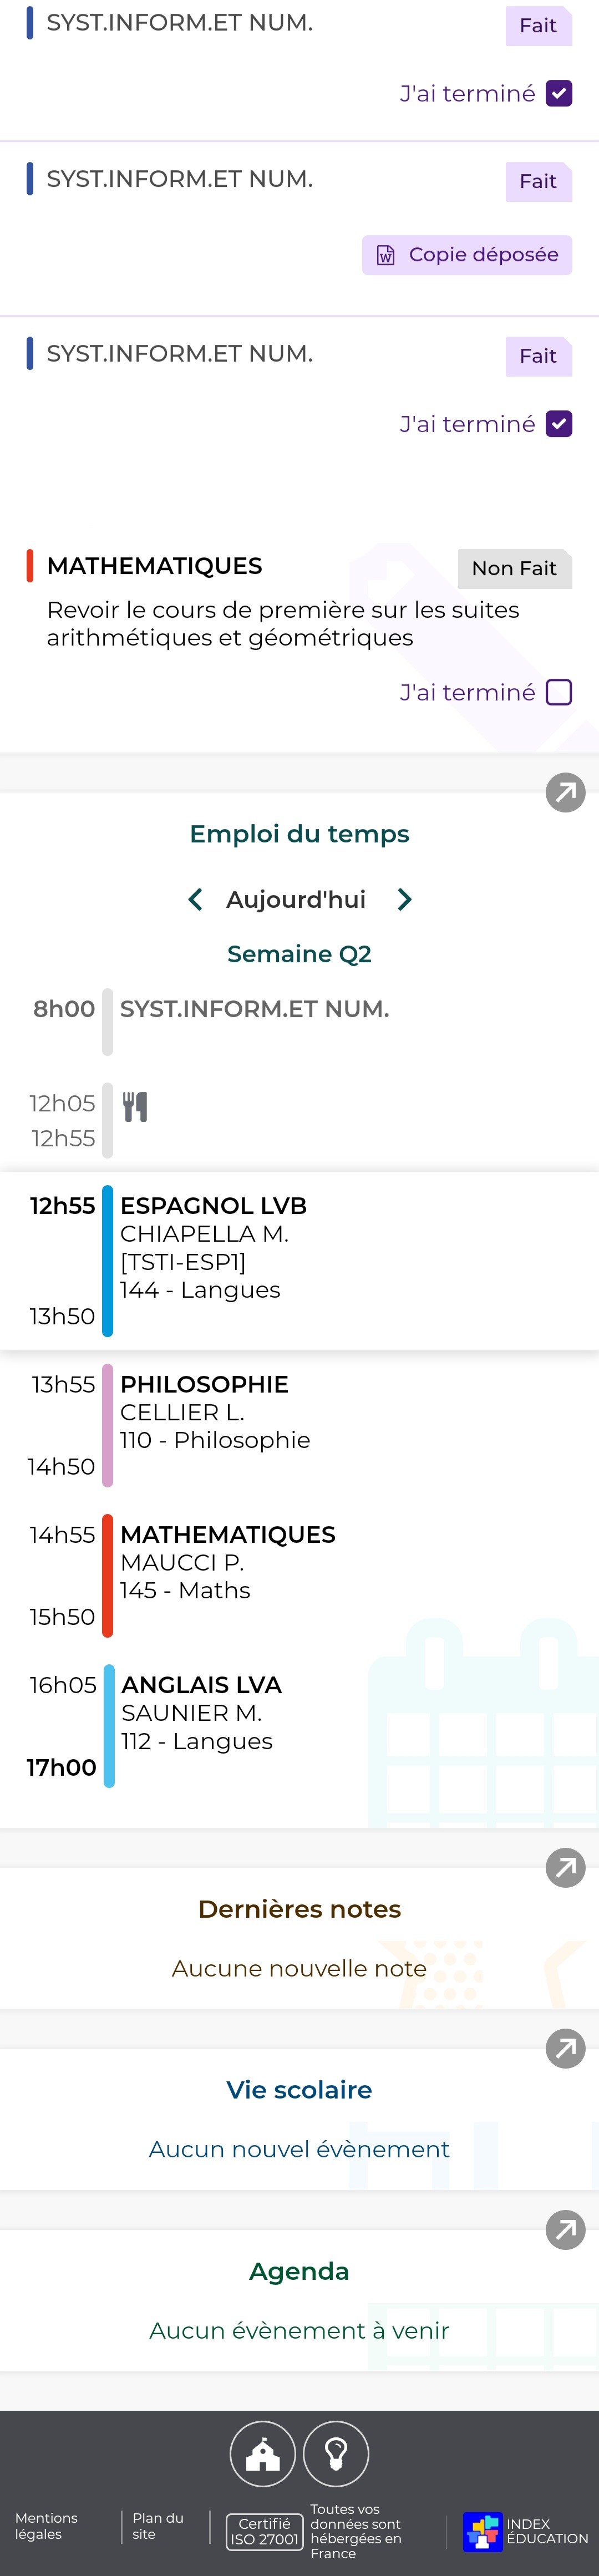 SYST.INFORM.ET NUM.
Fait
J'ai terminé
SYST.INFORM.ET NUM.
Fait
Copie déposée
SYST.INFORM.ET NUM.
Fait
J'ai terminé
MATHEMATIQUES
Non Fait
Revoir le cours de première sur les suites
arithmétiques et géométriques
J'ai terminé
Emploi du temps
Aujourd'hui
Semaine Q2
8h00 SYST.INFORM.ET NUM.
12h05
12h55
12h55 ESPAGNOL LVB
CHIAPELLA M.
[TSTI-ESP1]
144 - Langues
13h50
13h55 PHILOSOPHIE
CELLIER L.
110 - Philosophie
14h50
14h55 MATHEMATIQUES
MAUCCI P.
145 - Maths
15h50
16h05 ANGLAIS LVA
SAUNIER M.
112 - Langues
17h00
Dernières notes
Aucune nouvelle note
Vie scolaire
Aucun nouvel évènement
Agenda
Aucun évènement à venir
Mentions
légales
Plan du
site
Certifié
ISO 27001
Toutes vos
données sont
hébergées en
France
INDEX
ÉDUCATION